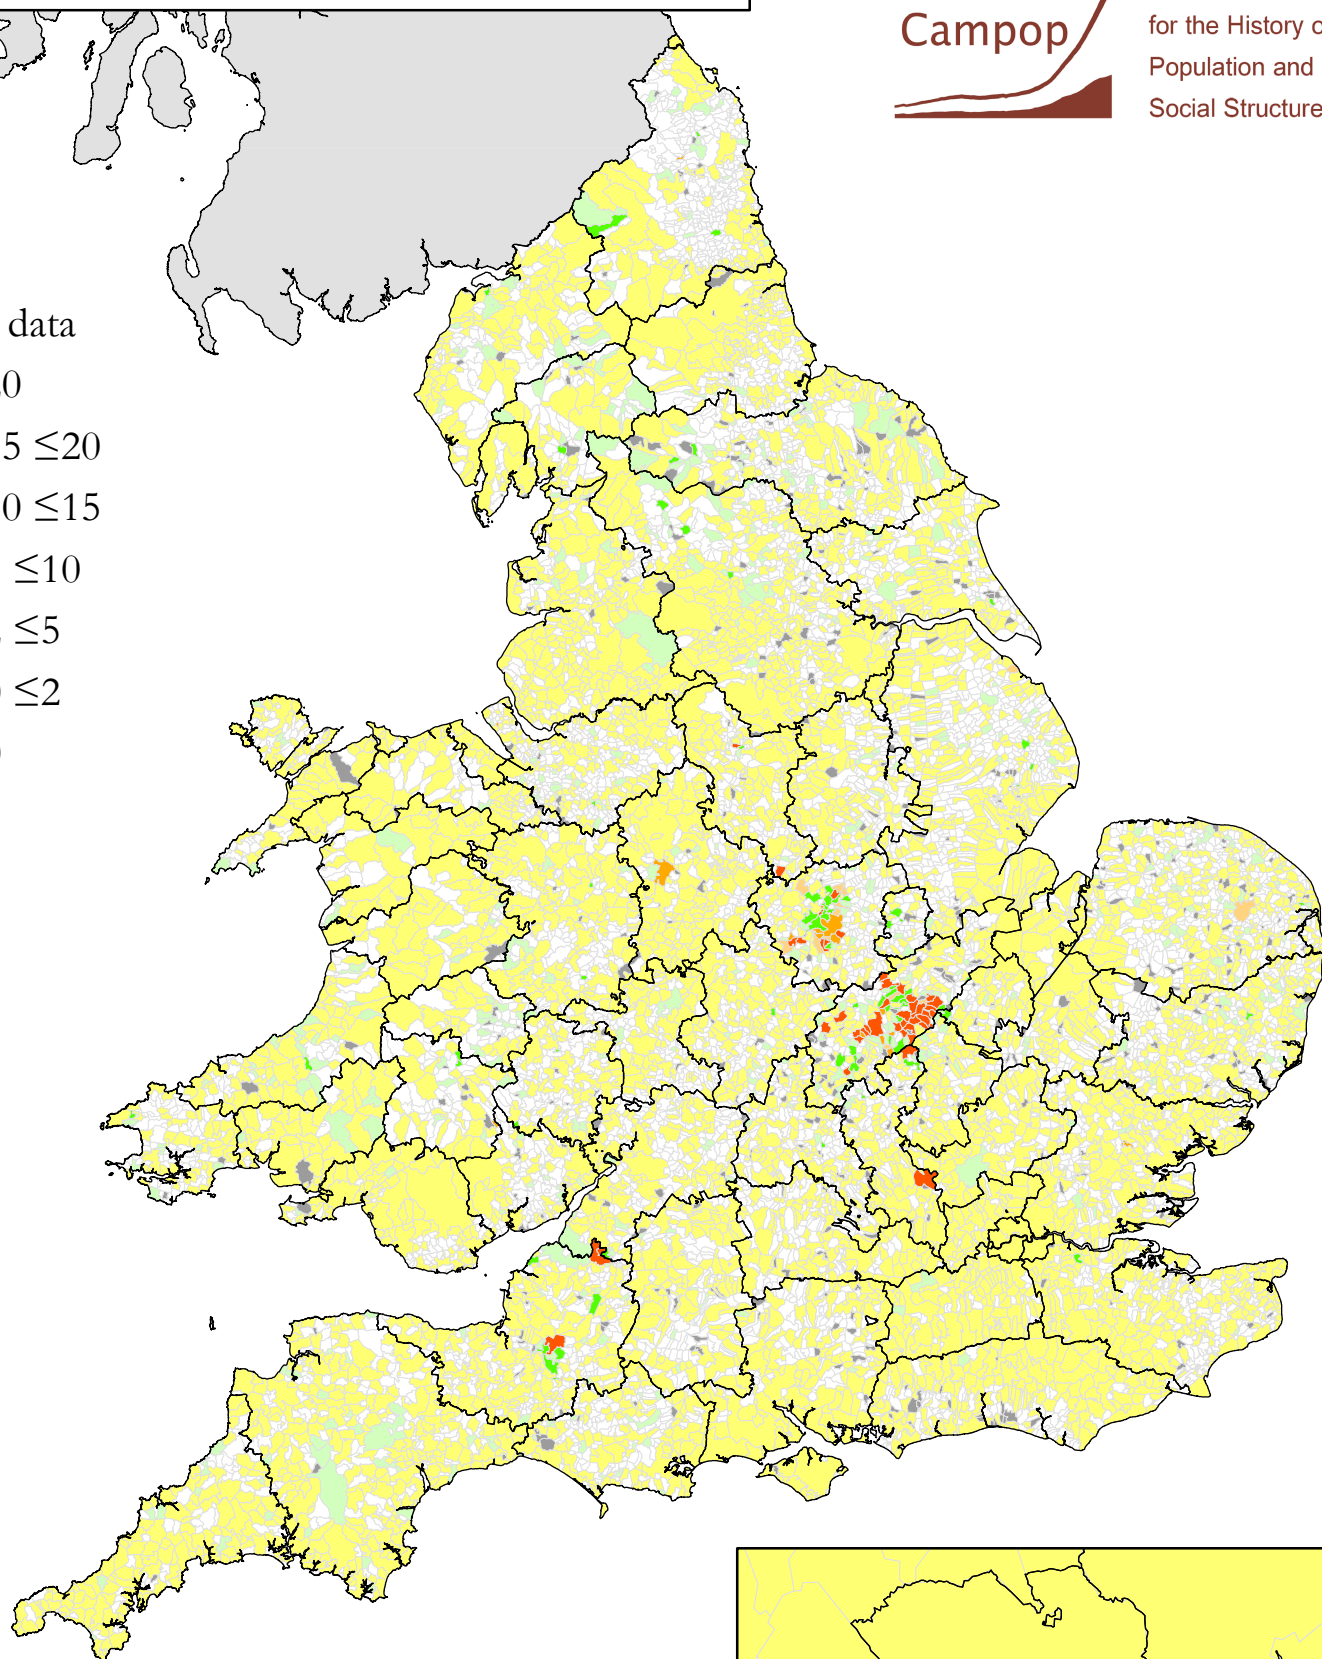 Campop
for the History o
Population and
Social Structure
data
0
5 ≤20
0 ≤15
≤10
≤5
≤2